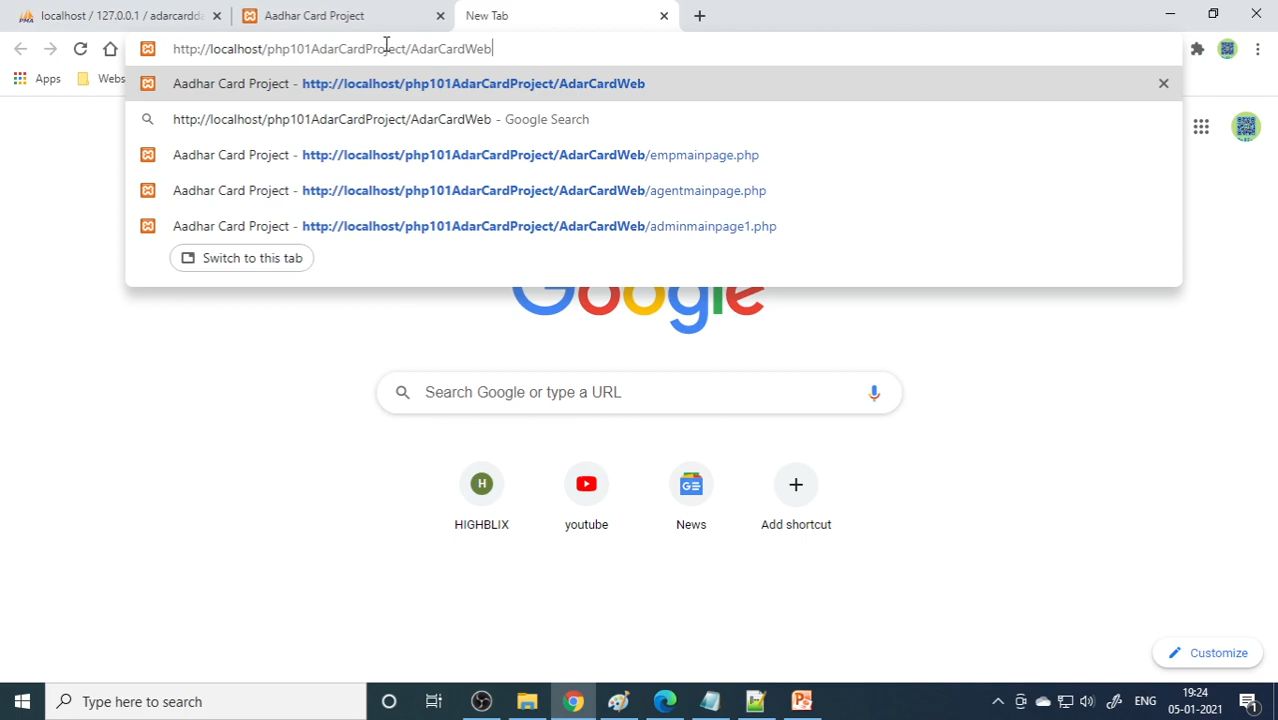 localhost / 127.0.0.1 / adarcardda
Aadhar Card Project
New Tab
http://localhost/php101AdarCardProject/AdarCardWeb
Apps
Webs
Aadhar Card Project - http://localhost/php101AdarCardProject/AdarCardWeb
http://localhost/php101AdarCardProject/AdarCardWeb - Google Search
Aadhar Card Project - http://localhost/php101AdarCardProject/AdarCardWeb/empmainpage.php
Aadhar Card Project - http://localhost/php101AdarCardProject/AdarCardWeb/agentmainpage.php
Aadhar Card Project - http://localhost/php101AdarCardProject/AdarCardWeb/adminmainpage1.php
Switch to this tab
Google
Search Google or type a URL
H
GE
HIGHBLIX
youtube
News
Add shortcut
Customize
Type here to search
ENG
19:24
05-01-2021
1